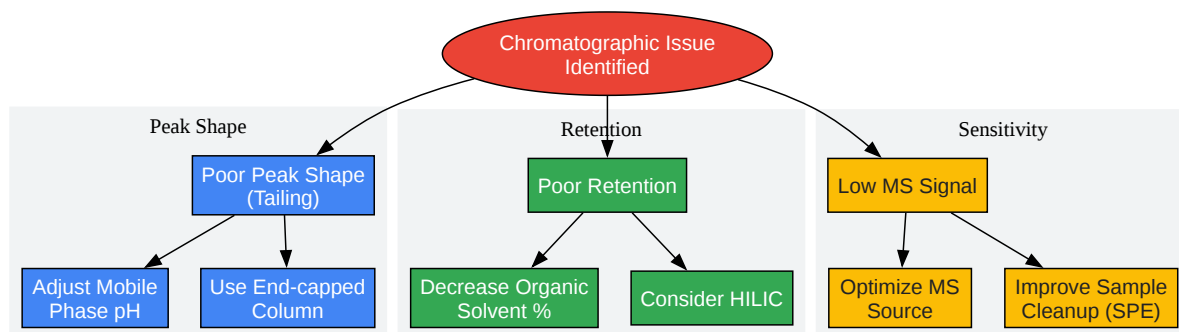 Chromatographic Issue
Identified
Peak Shape
Retention
Sensitivity
Poor Peak Shape
(Tailing)
Poor Retention
Low MS Signal
Adjust Mobile
Phase pH
Use End-capped
Column
Decrease Organic
Solvent %
Consider HILIC
Optimize MS
Source
Improve Sample
Cleanup (SPE)